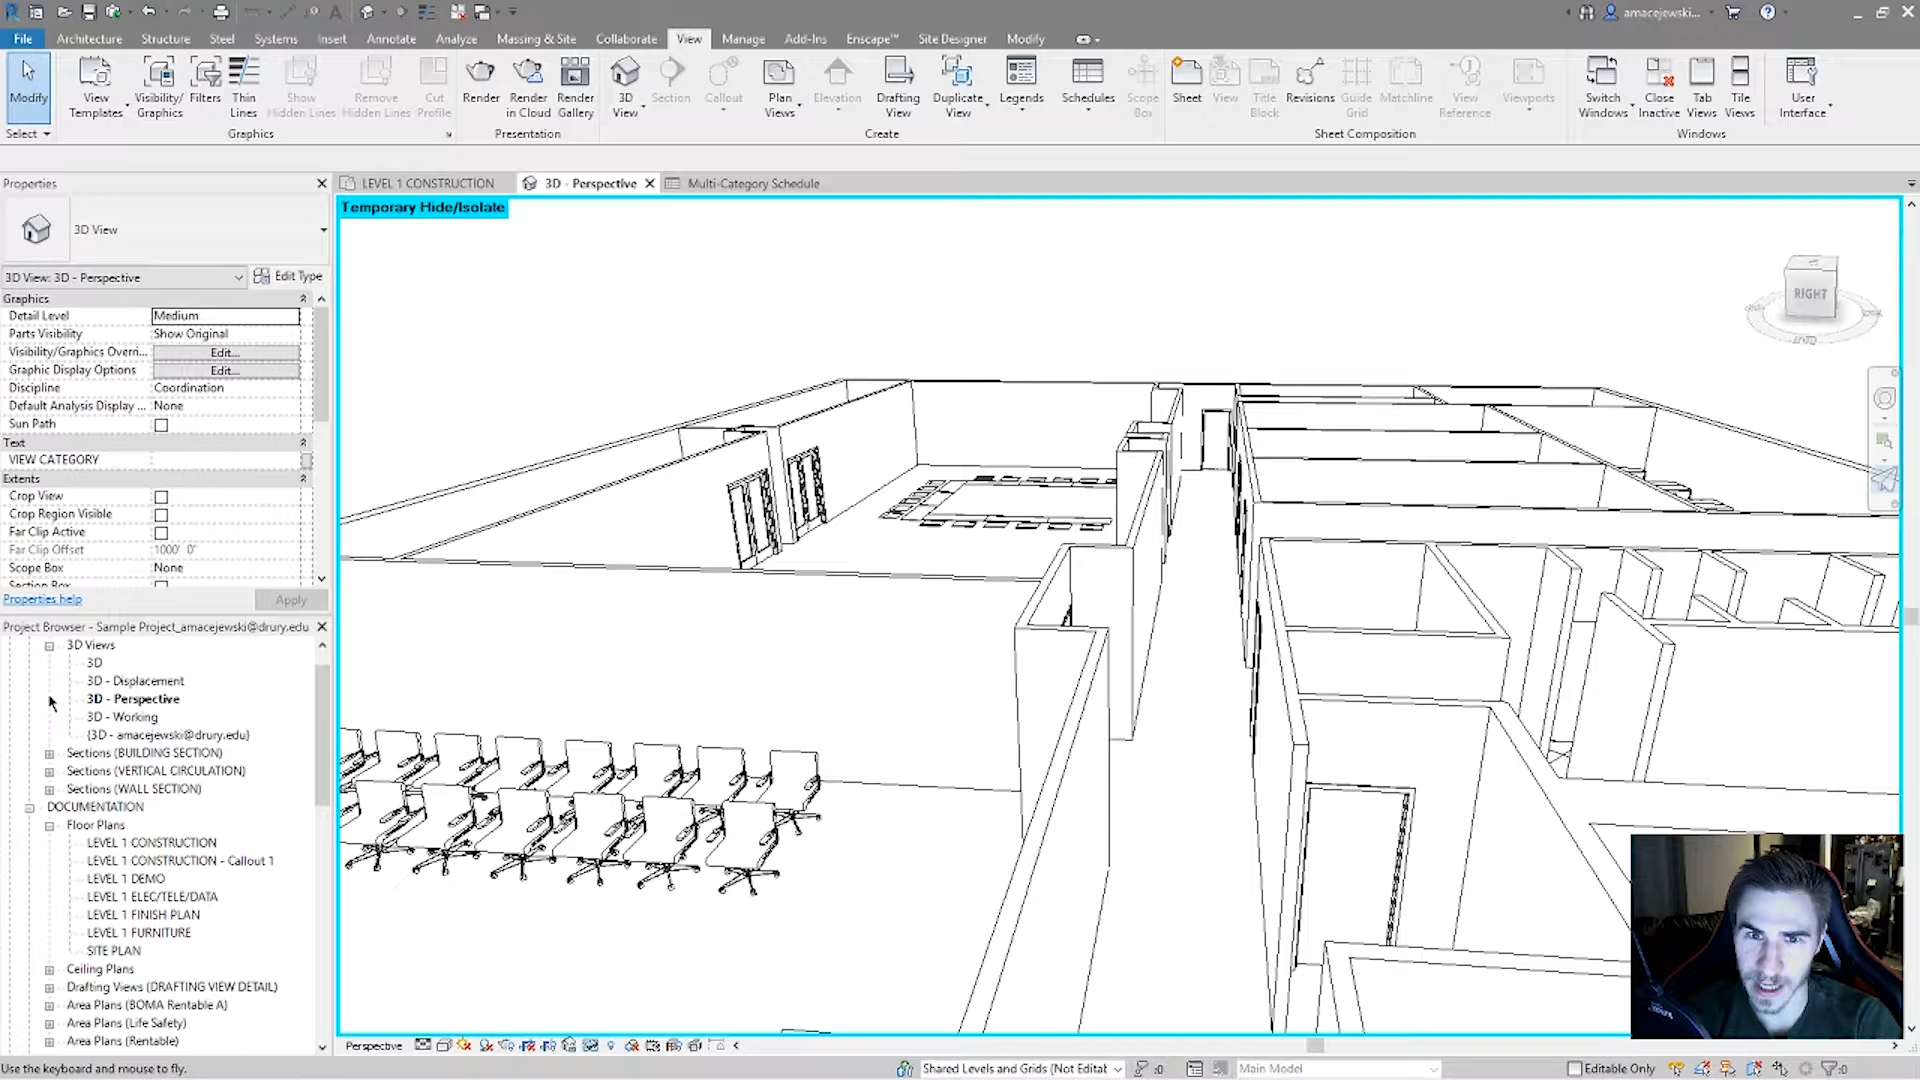 amacejewski...
File Architecture Structure Steel Systems Insert Annotate Analyze Massing & Site Collaborate View Manage Add-Ins Enscape™ Site Designer Modify
Modify
View Templates
Visibility/ Graphics
Filters
Thin Lines
Show Hidden Lines
Remove Hidden Lines
Cut Profile
Render
Render in Cloud
Render Gallery
3D View
Section
Callout
Plan Views
Elevation
Drafting View
Duplicate View
Legends
Schedules
Scope Box
Sheet
View
Title Block
Revisions
Guide Grid
Matchline
View Reference
Viewports
Switch Windows
Close Inactive
Tab Views
Tile Views
User Interface
Select Graphics Presentation Create Sheet Composition Windows
Properties
LEVEL 1 CONSTRUCTION 3D - Perspective Multi-Category Schedule
Temporary Hide/Isolate
3D View
3D View: 3D - Perspective Edit Type
Graphics
Detail Level Medium
Parts Visibility Show Original
Visibility/Graphics Overri... Edit...
Graphic Display Options Edit...
Discipline Coordination
Default Analysis Display ... None
Sun Path
Text
VIEW CATEGORY
Extents
Crop View
Crop Region Visible
Far Clip Active
Far Clip Offset 1000' 0"
Scope Box None
Section Box
Properties help Apply
RIGHT
Project Browser - Sample Project_amacejewski@drury.edu
3D Views
3D
3D - Displacement
3D - Perspective
3D - Working
{3D - amacejewski@drury.edu}
Sections (BUILDING SECTION)
Sections (VERTICAL CIRCULATION)
Sections (WALL SECTION)
DOCUMENTATION
Floor Plans
LEVEL 1 CONSTRUCTION
LEVEL 1 CONSTRUCTION - Callout 1
LEVEL 1 DEMO
LEVEL 1 ELEC/TELE/DATA
LEVEL 1 FINISH PLAN
LEVEL 1 FURNITURE
SITE PLAN
Ceiling Plans
Drafting Views (DRAFTING VIEW DETAIL)
Area Plans (BOMA Rentable A)
Area Plans (Life Safety)
Area Plans (Rentable)
Perspective
Use the keyboard and mouse to fly.
Shared Levels and Grids (Not Editat :0 Main Model Editable Only :0